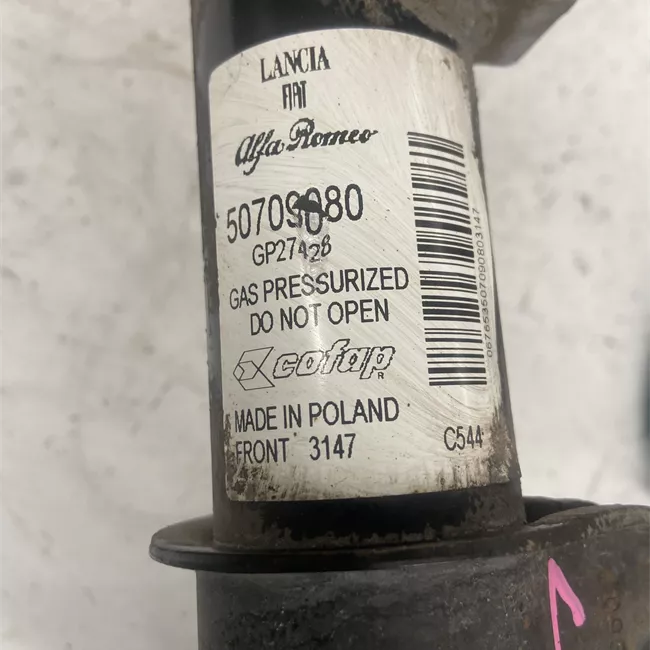 LANCIA
FIAT
Alfa Romeo
50709080
GP27428
GAS PRESSURIZED
DO NOT OPEN
cofap R
MADE IN POLAND
FRONT 3147
C544